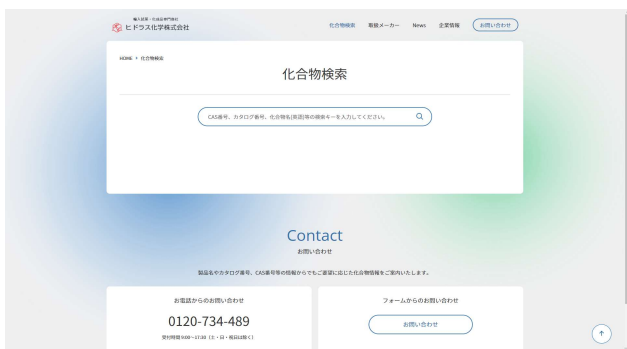 輸入試薬・化成品専門商社
ヒドラス化学株式会社
化合物検索 取扱メーカー News 企業情報 お問い合わせ
HOME 化合物検索
化合物検索
CAS番号、カタログ番号、化合物名(英語)等の検索キーを入力してください。
Contact
お問い合わせ
製品名やカタログ番号、CAS番号等の情報からでもご要望に応じた化合物情報をご案内いたします。
お電話からのお問い合わせ
0120-734-489
受付時間 9:00〜17:30（土・日・祝日は除く）
フォームからのお問い合わせ
お問い合わせ